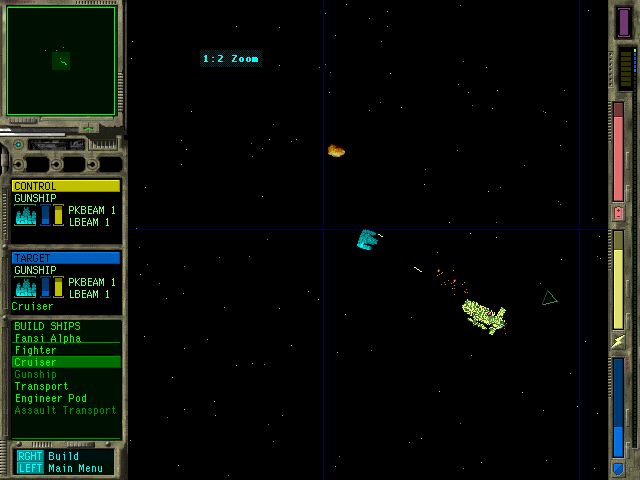 1:2 Zoom
CONTROL
GUNSHIP
PKBEAM 1
LBEAM 1
TARGET
GUNSHIP
PKBEAM 1
LBEAM 1
Cruiser
BUILD SHIPS
Fansi Alpha
Fighter
Cruiser
Gunship
Transport
Engineer Pod
Assault Transport
RGHT Build
LEFT Main Menu